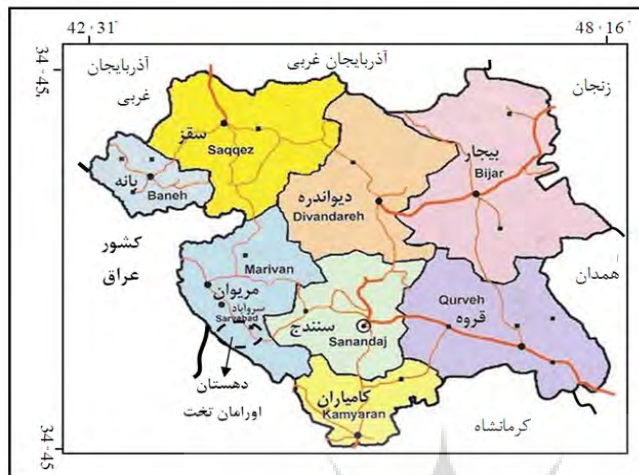 42 31°
48 16°
34 45،
آذربایجان
غربی
آذربایجان غربی
زنجان
سقز
Saqqez
بیجار
Bijar
بانه
Baneh
دیواندره
Divandareh
کشور
عراق
همدان
Marivan
مریوان
سروآباد
Sarvabad
سنندج
Sanandaj
Qurveh
قروه
دهستان
اورامان تخت
کامیاران
Kamyaran
کرمانشاه
34 45